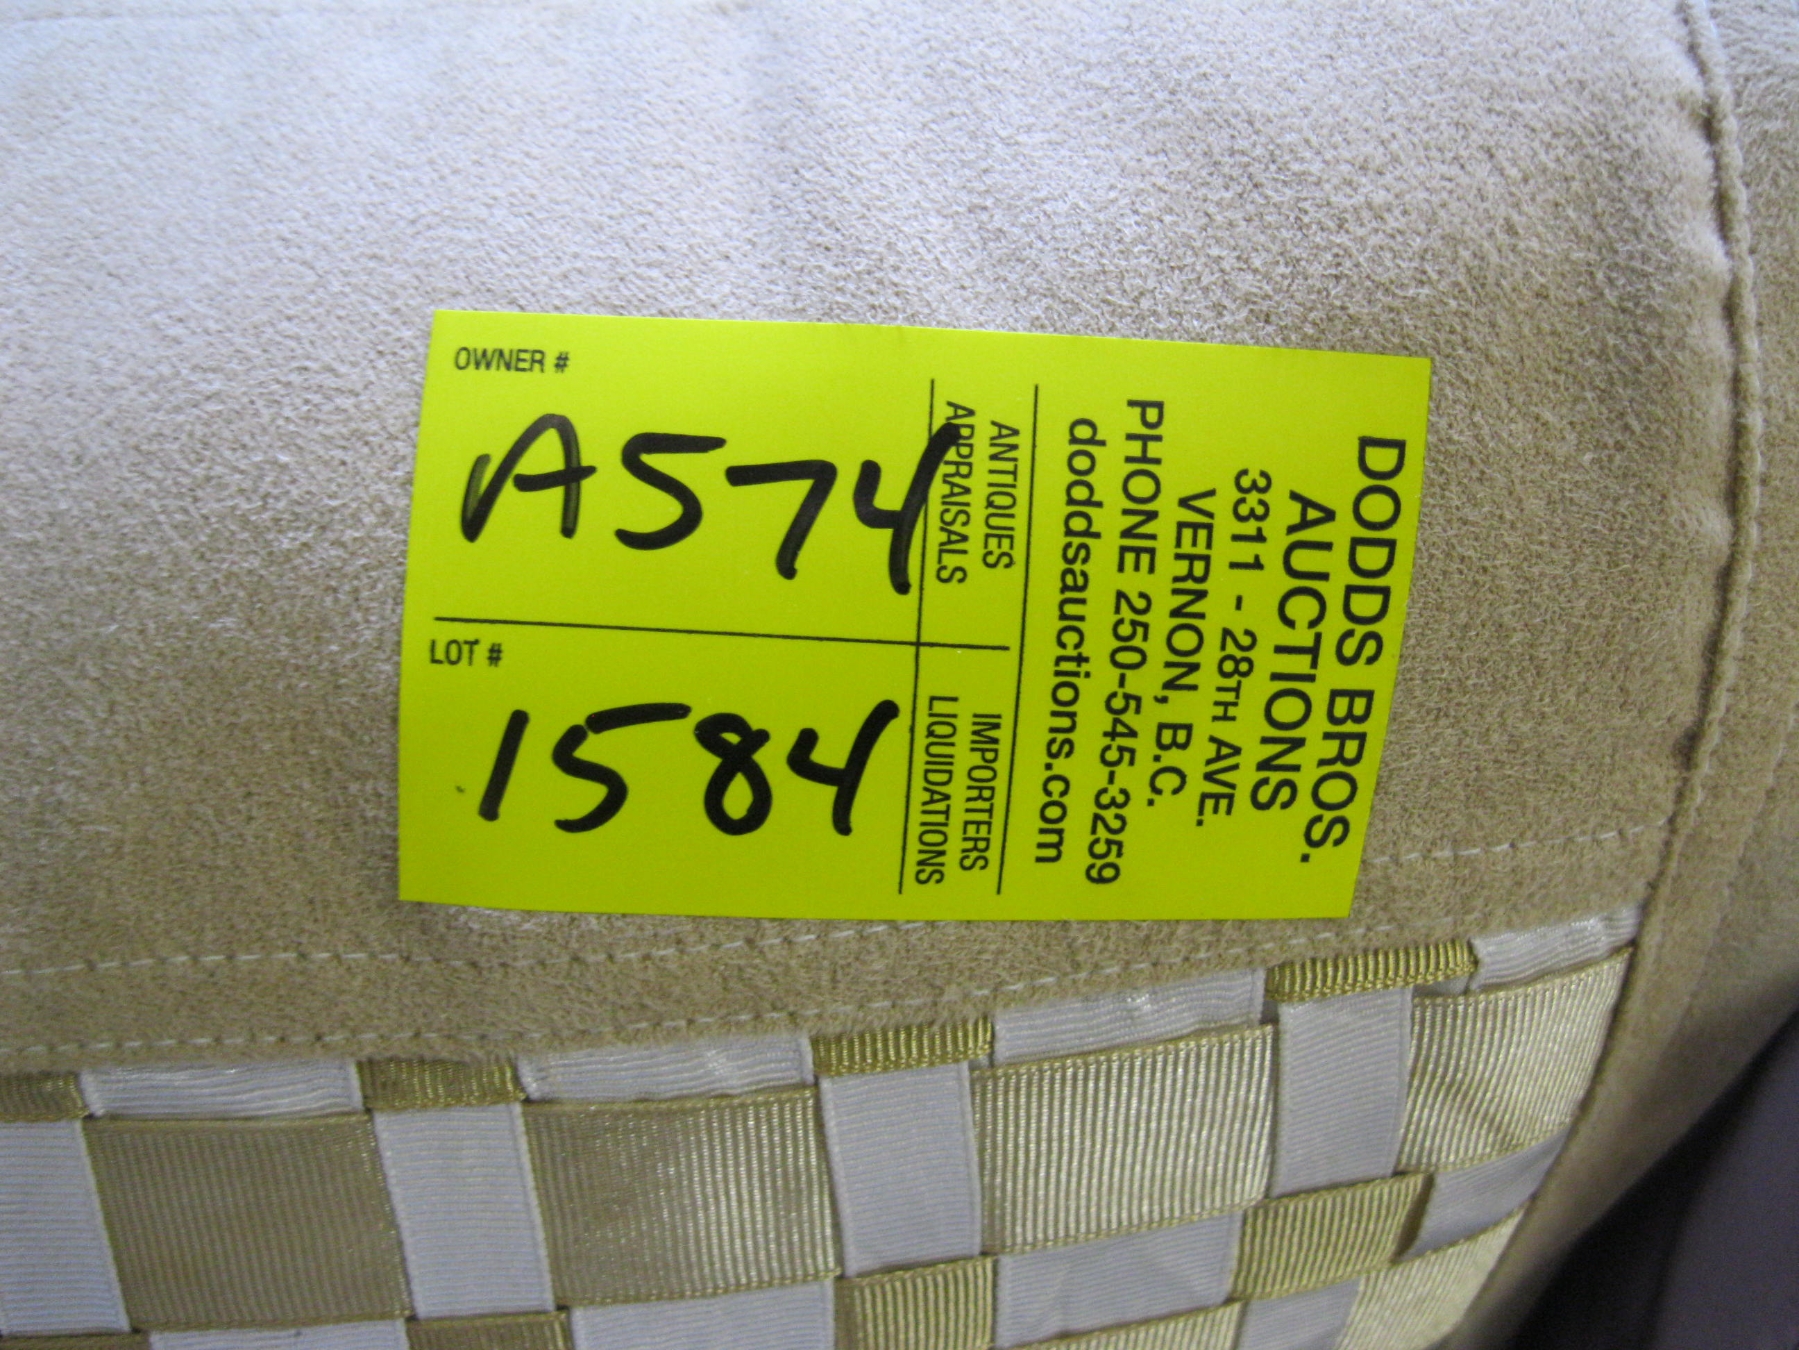 DODDS BROS.
AUCTIONS
3311 - 28TH AVE.
VERNON, B.C.
PHONE 250-545-3259
doddsauctions.com
ANTIQUES
APPRAISALS
IMPORTERS
LIQUIDATIONS
OWNER #
A574
LOT #
1584